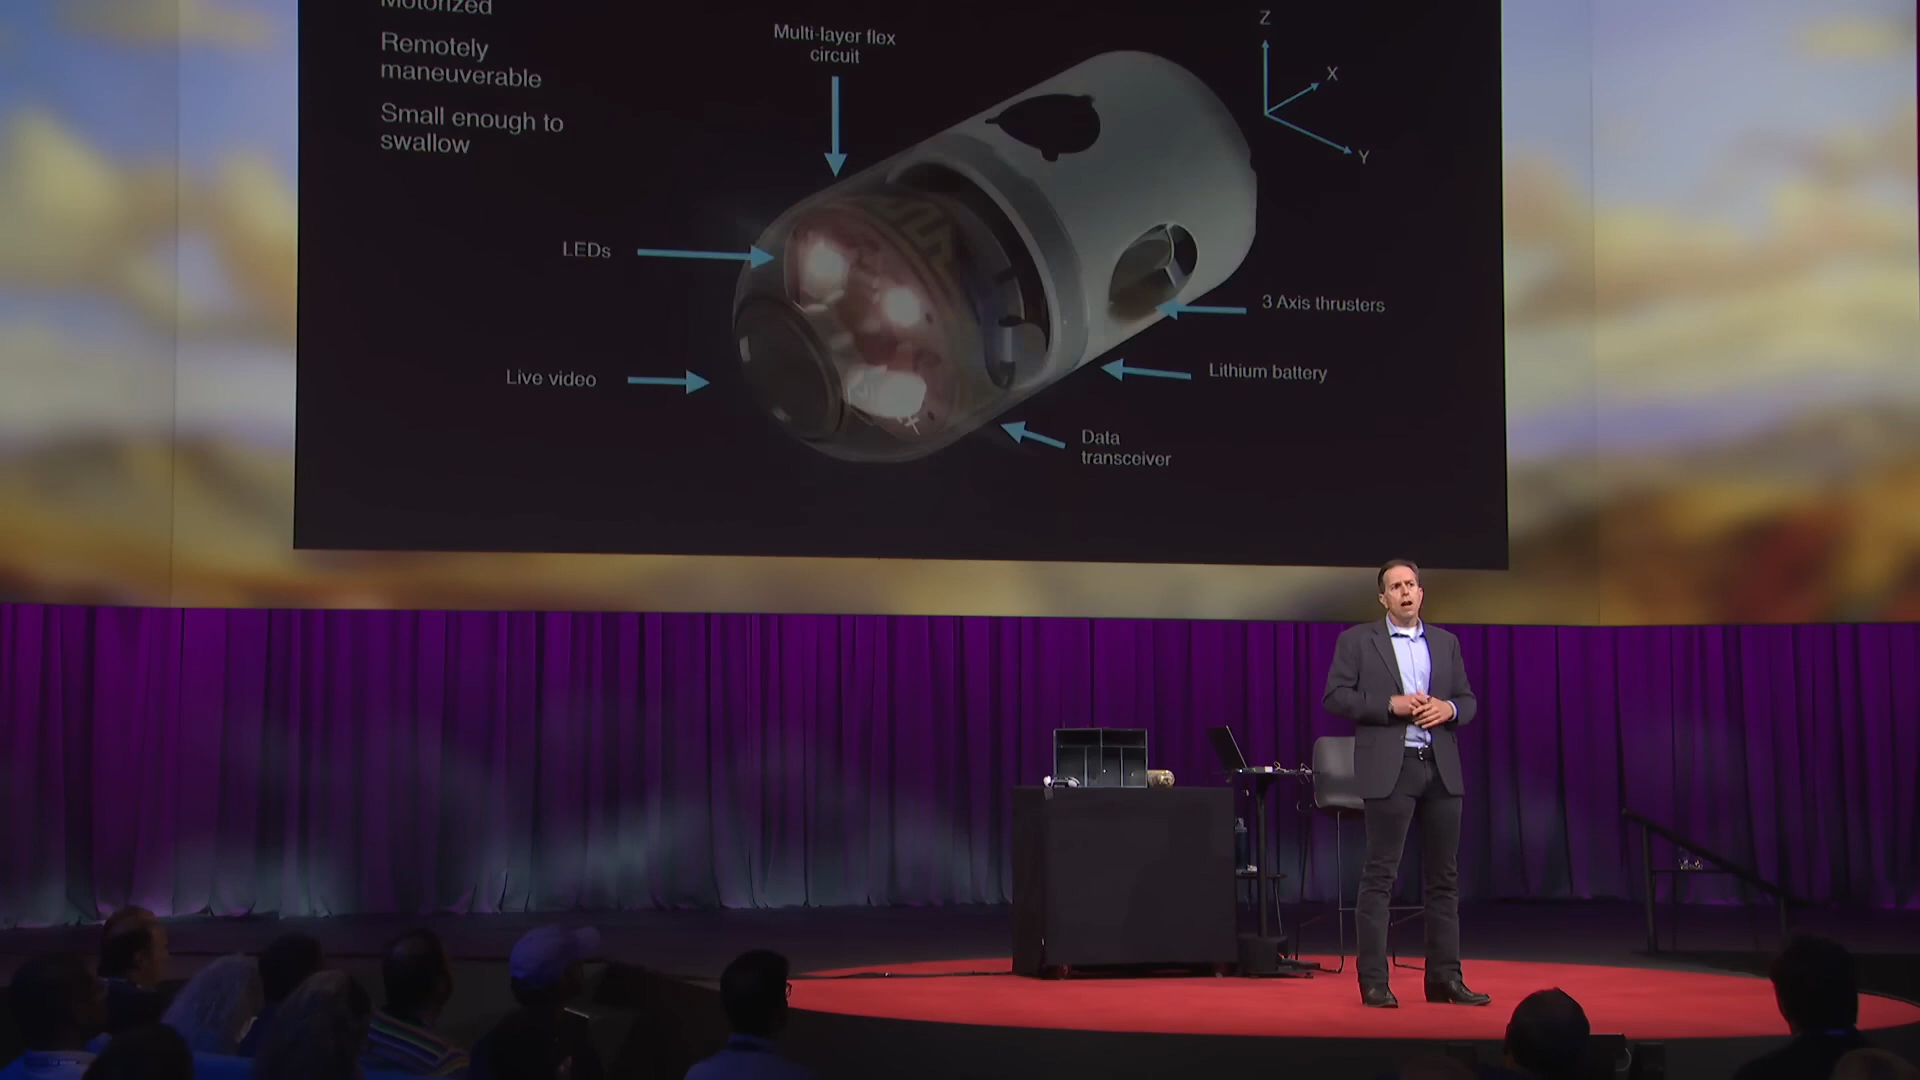 Motorized
Remotely
maneuverable
Small enough to
swallow
Multi-layer flex
circuit
Z
X
Y
LEDs
3 Axis thrusters
Live video
Lithium battery
Data
transceiver